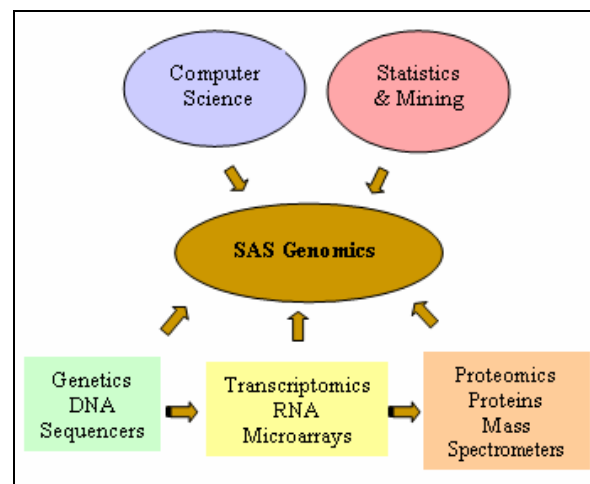 Computer
Science
Statistics
& Mining
SAS Genomics
Genetics
DNA
Sequencers
Transcriptomics
RNA
Microarrays
Proteomics
Proteins
Mass
Spectrometers